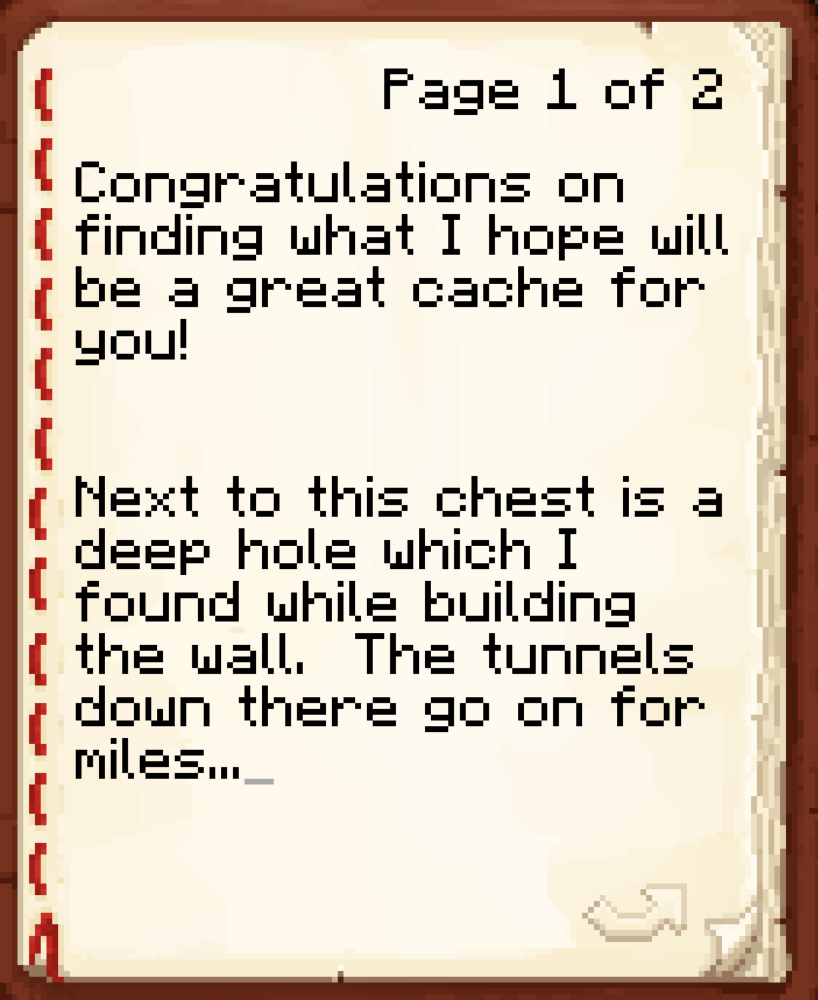 Page 1 of 2
Congratulations on
finding what I hope will
be a great cache for
you!
Next to this chest is a
deep hole which I
found while building
the wall.  The tunnels
down there go on for
miles..._